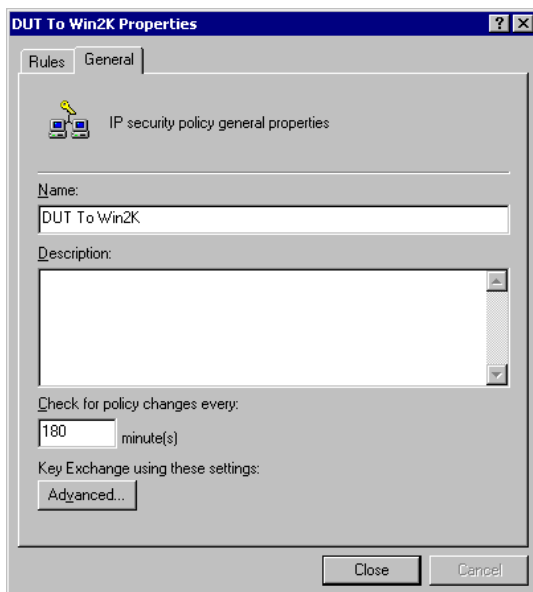 DUT To Win2K Properties
Rules
General
IP security policy general properties
Name:
DUT To Win2K
Description:
Check for policy changes every:
180 minute(s)
Key Exchange using these settings:
Advanced...
Close
Cancel